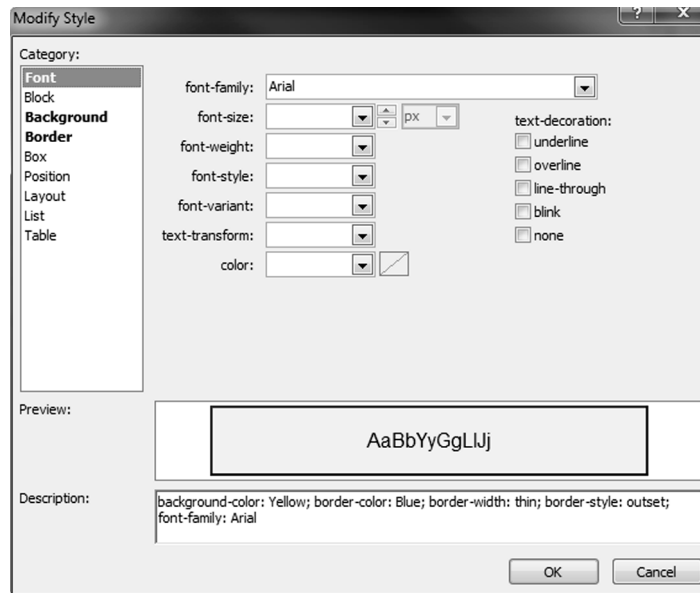 Modify Style
Category:
Font
Block
Background
Border
Box
Position
Layout
List
Table
font-family: Arial
font-size: px
font-weight:
font-style:
font-variant:
text-transform:
color:
text-decoration:
underline
overline
line-through
blink
none
Preview:
AaBbYyGgLlJj
Description:
background-color: Yellow; border-color: Blue; border-width: thin; border-style: outset;
font-family: Arial
OK Cancel